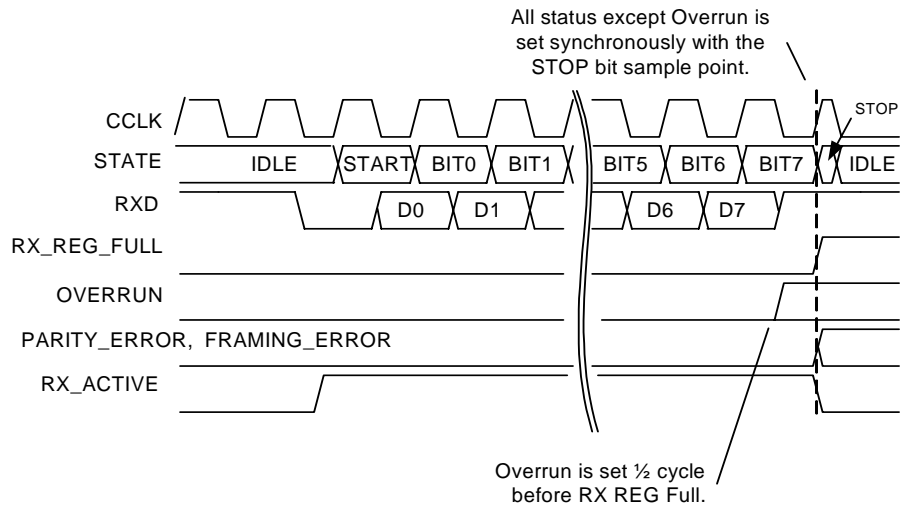 All status except Overrun is
set synchronously with the
STOP bit sample point.
CCLK
STOP
STATE IDLE START BIT0 BIT1 BIT5 BIT6 BIT7 IDLE
RXD D0 D1 D6 D7
RX_REG_FULL
OVERRUN
PARITY_ERROR, FRAMING_ERROR
RX_ACTIVE
Overrun is set ½ cycle
before RX REG Full.